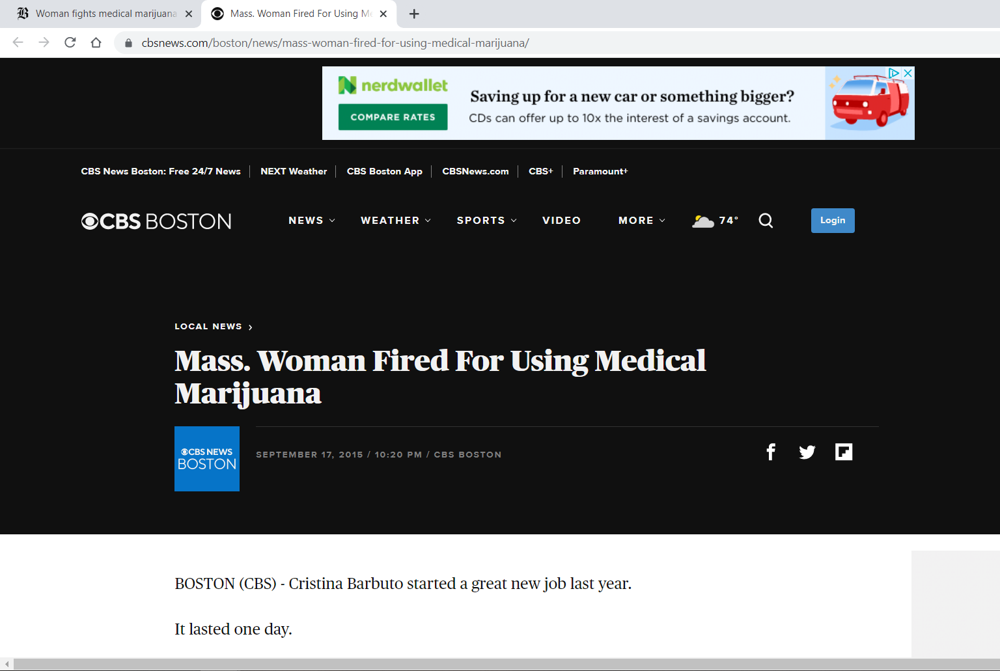 Woman fights medical marijuana
Mass. Woman Fired For Using Me
cbsnews.com/boston/news/mass-woman-fired-for-using-medical-marijuana/
nerdwallet
COMPARE RATES
Saving up for a new car or something bigger?
CDs can offer up to 10x the interest of a savings account.
CBS News Boston: Free 24/7 News
NEXT Weather
CBS Boston App
CBSNews.com
CBS+
Paramount+
CBS BOSTON
NEWS
WEATHER
SPORTS
VIDEO
MORE
74°
Login
LOCAL NEWS
Mass. Woman Fired For Using Medical
Marijuana
CBS NEWS
BOSTON
SEPTEMBER 17, 2015 / 10:20 PM / CBS BOSTON
BOSTON (CBS) - Cristina Barbuto started a great new job last year.
It lasted one day.